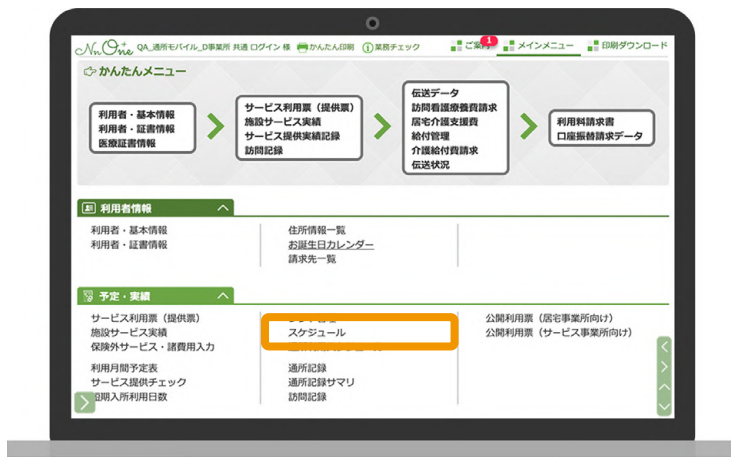 NnOne QA_通所モバイル_D事業所 共通 ログイン 様 かんたん印刷 業務チェック ご案内 1 メインメニュー 印刷ダウンロード
かんたんメニュー
利用者・基本情報
利用者・証書情報
医療証書情報
サービス利用票（提供票）
施設サービス実績
サービス提供実績記録
訪問記録
伝送データ
訪問看護療養費請求
居宅介護支援費
給付管理
介護給付費請求
伝送状況
利用料請求書
口座振替請求データ
利用者情報
利用者・基本情報
利用者・証書情報
住所情報一覧
お誕生日カレンダー
請求先一覧
予定・実績
サービス利用票（提供票）
施設サービス実績
保険外サービス・諸費用入力
利用月間予定表
サービス提供チェック
短期入所利用日数
スケジュール
通所記録
通所記録サマリ
訪問記録
公開利用票（居宅事業所向け）
公開利用票（サービス事業所向け）